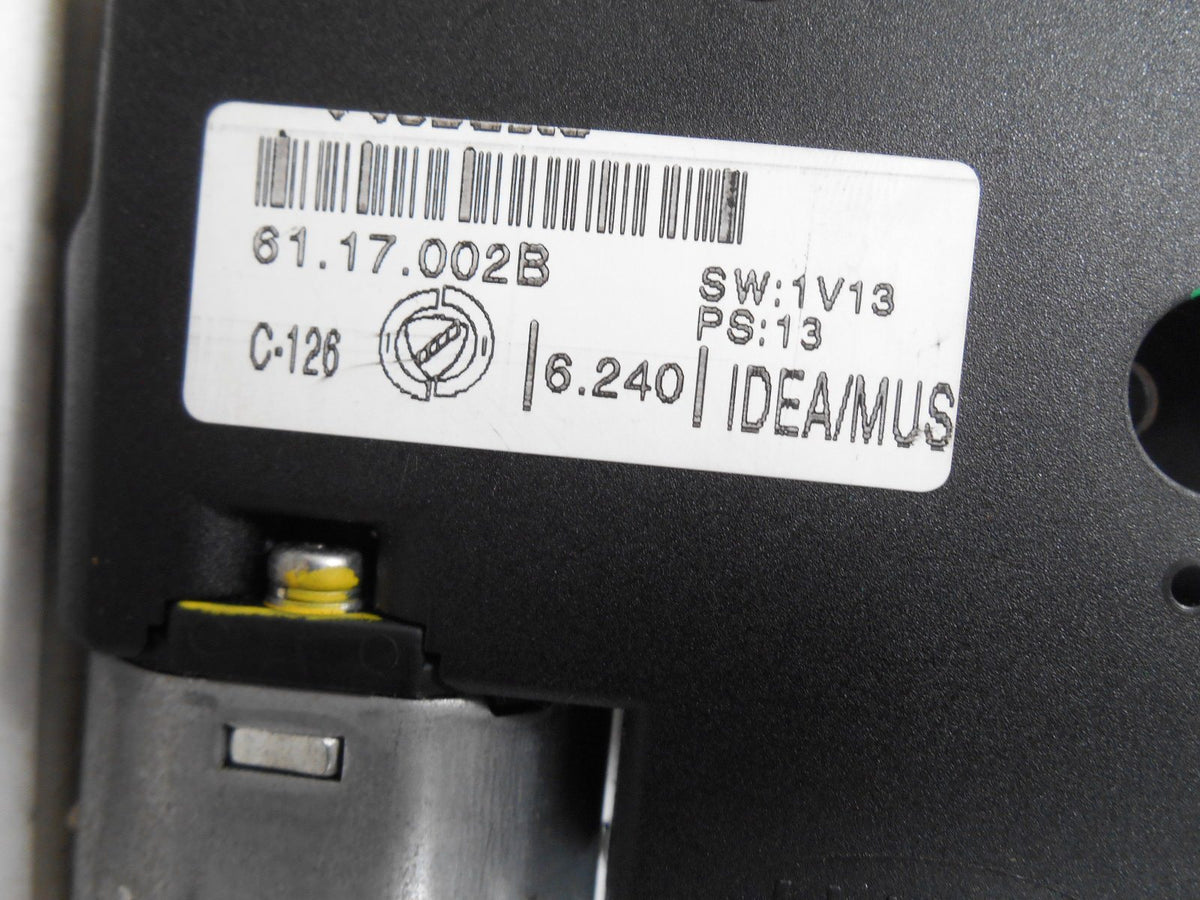 61.17.002B
SW:1V13
PS:13
C-126
6.240
IDEA/MUS